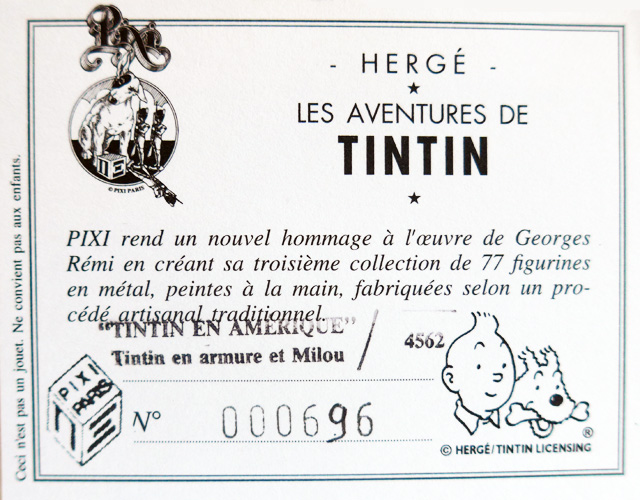 - HERGÉ -
LES AVENTURES DE
TINTIN
© PIXI PARIS
PIXI rend un nouvel hommage à l'œuvre de Georges
Rémi en créant sa troisième collection de 77 figurines
en métal, peintes à la main, fabriquées selon un pro-
cédé artisanal traditionnel.
"TINTIN EN AMERIQUE" / 4562
Tintin en armure et Milou
PIXI
PARIS
N° 000696
® 
© HERGÉ/TINTIN LICENSING
Ceci n'est pas un jouet. Ne convient pas aux enfants.